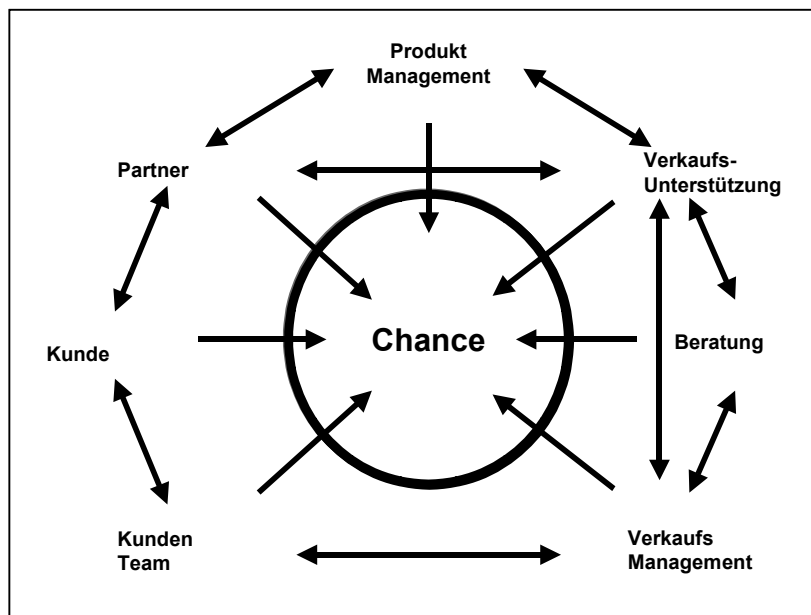 Produkt
Management
Partner
Verkaufs-
Unterstützung
Kunde
Chance
Beratung
Kunden
Team
Verkaufs
Management